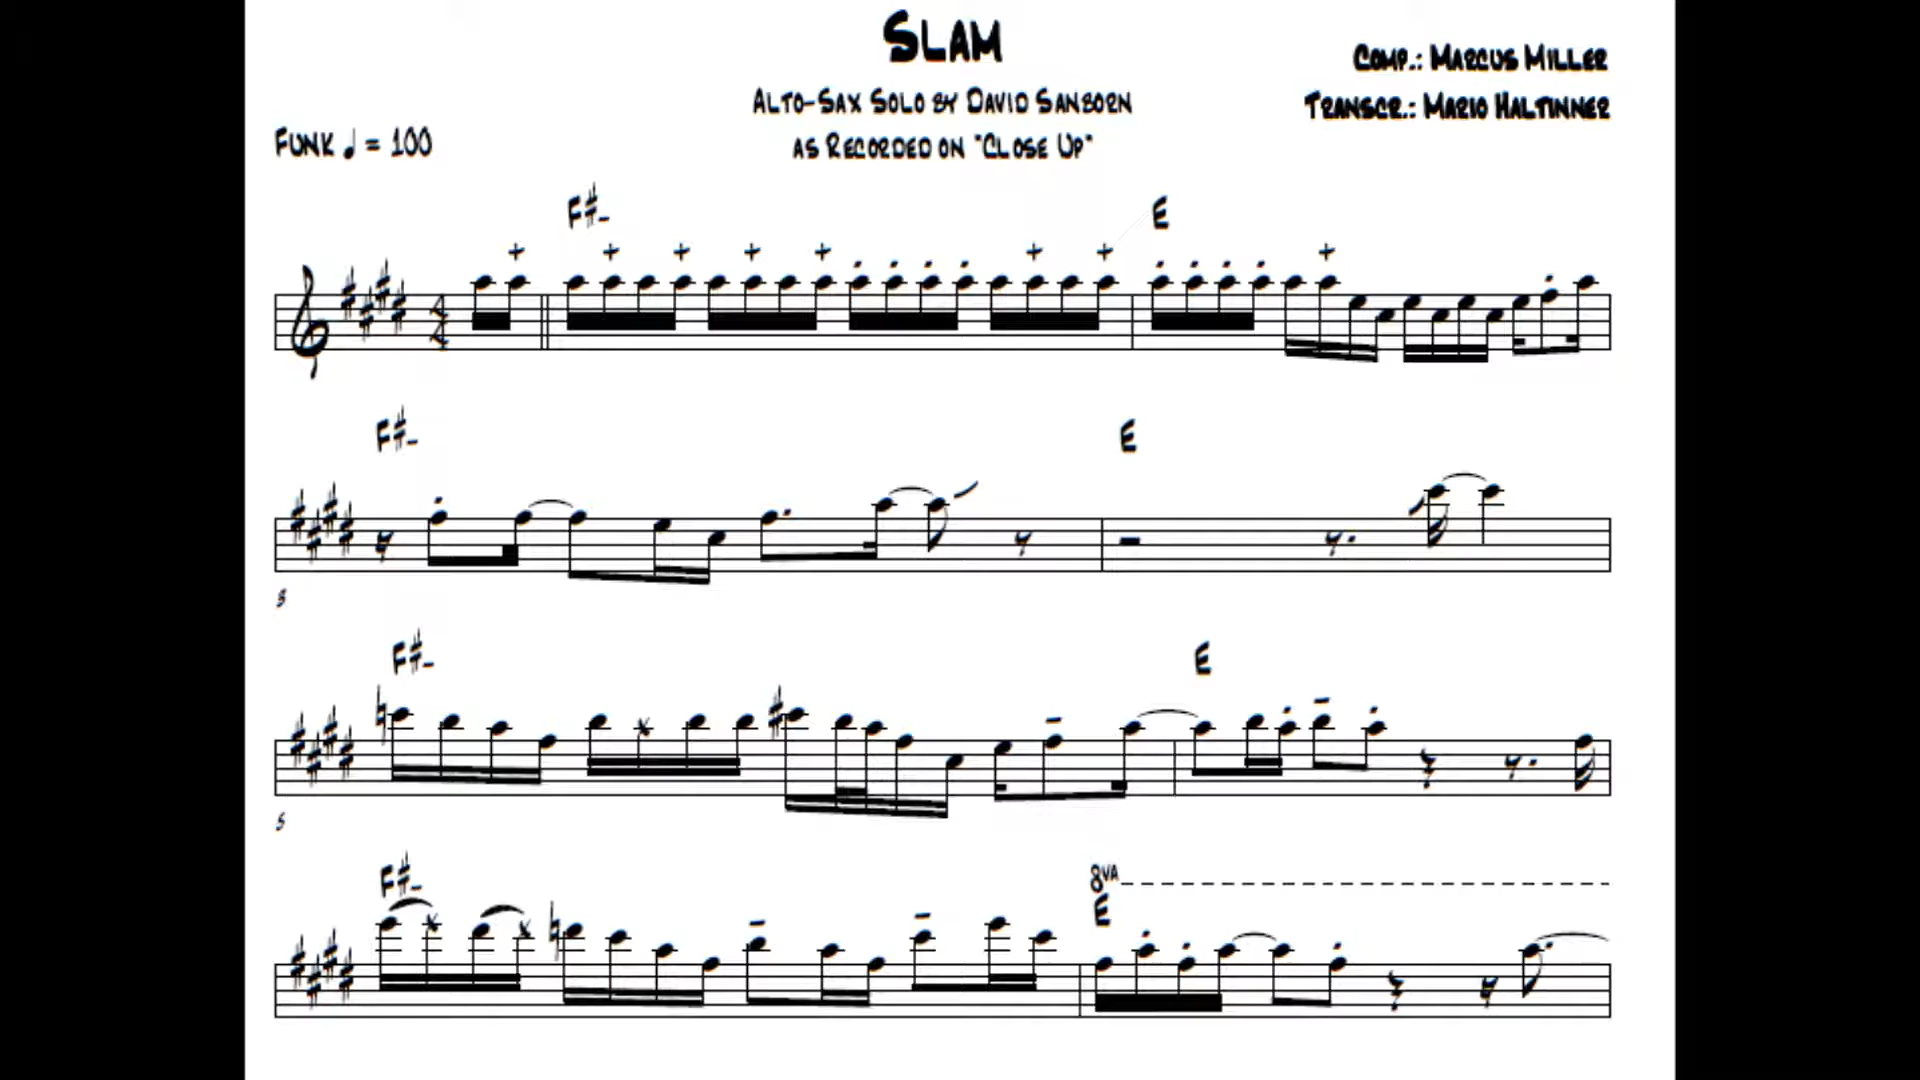 SLAM
COMP.: MARCUS MILLER
ALTO-SAX SOLO BY DAVID SANBORN
TRANSCR.: MARIO HALTINNER
FUNK ♩ = 100
AS RECORDED ON "CLOSE UP"
F#- E
F#- E
3
F#- E
5
8VA
F#- E